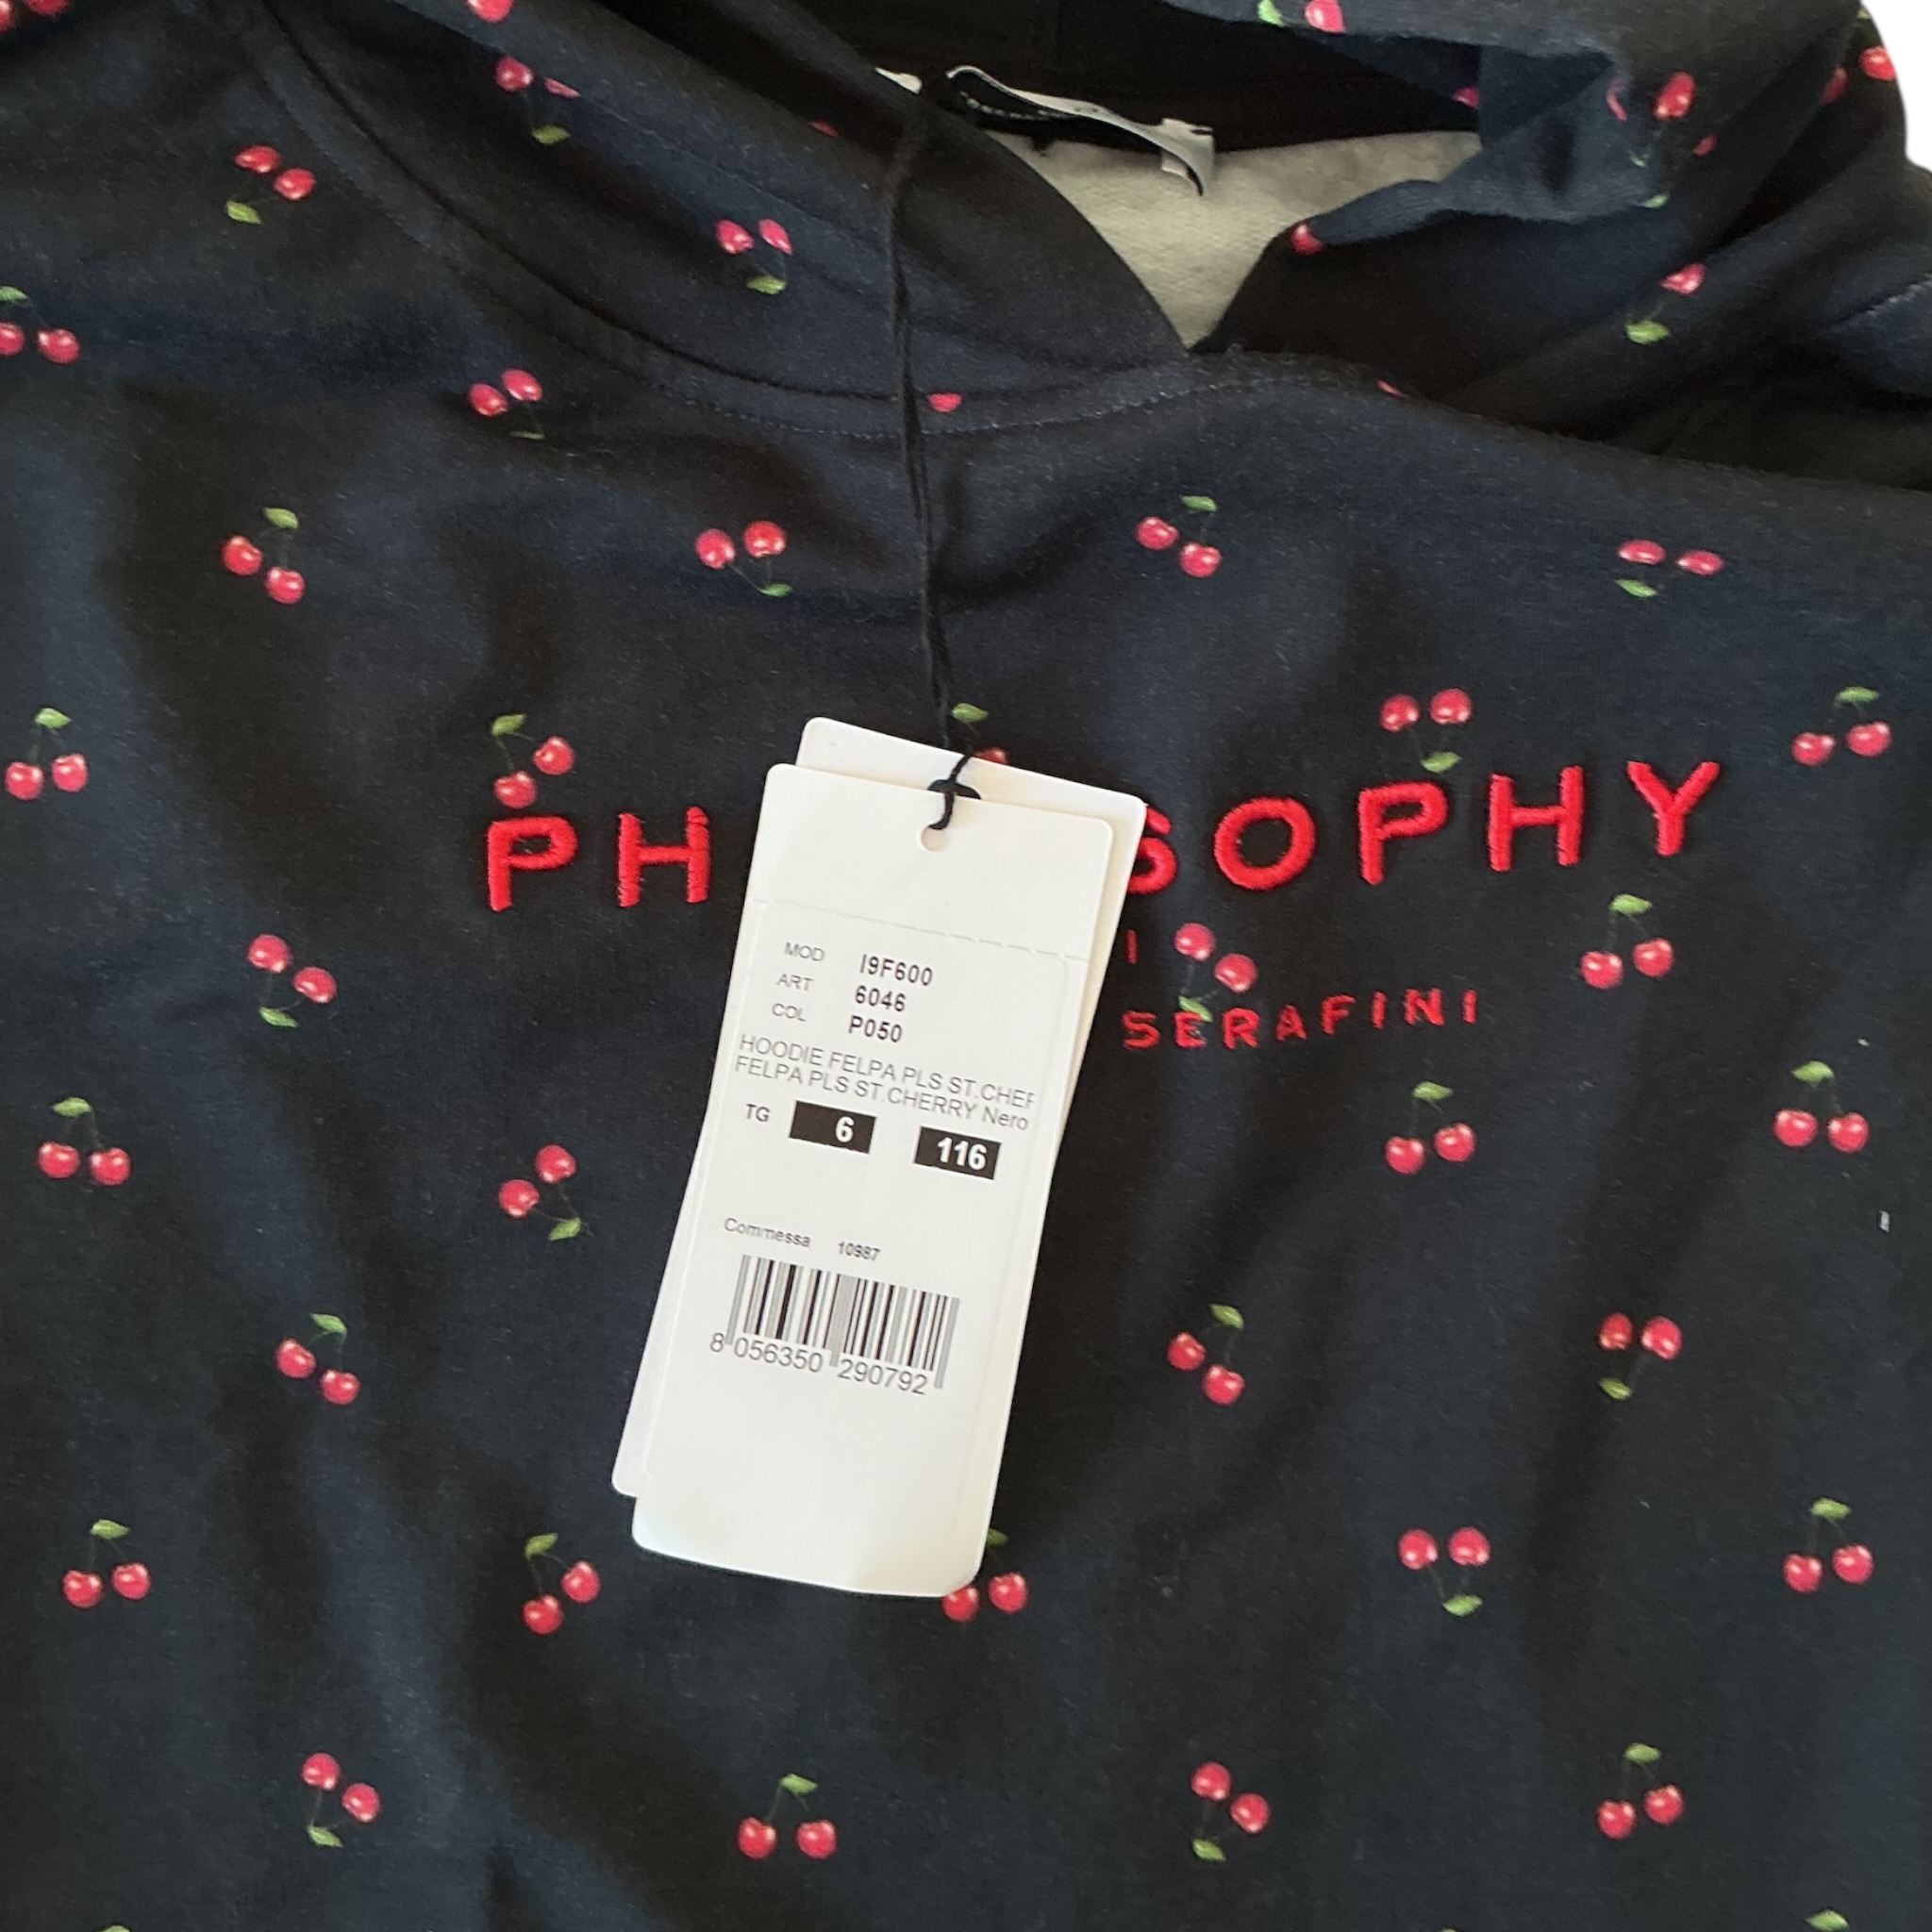 PH SOPHY
I
SERAFINI
MOD I9F600
ART 6046
COL P050
HOODIE FELPA PLS ST.CHER
FELPA PLS ST.CHERRY Nero
TG 6 116
Commessa 10987
8 056350 290792